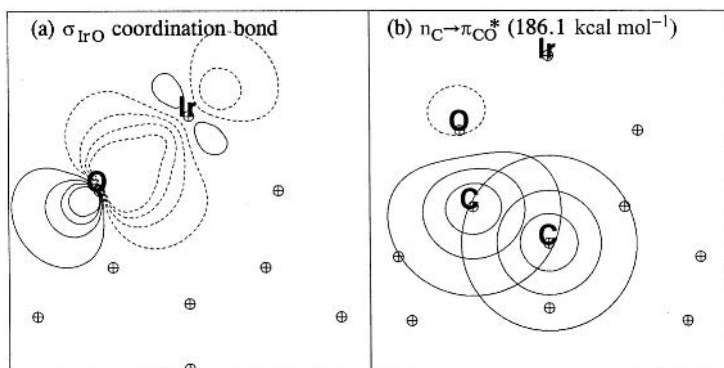 (a) σIrO coordination bond
Ir
O
(b) nC→πCO* (186.1 kcal mol⁻¹)
Ir
O
C
C